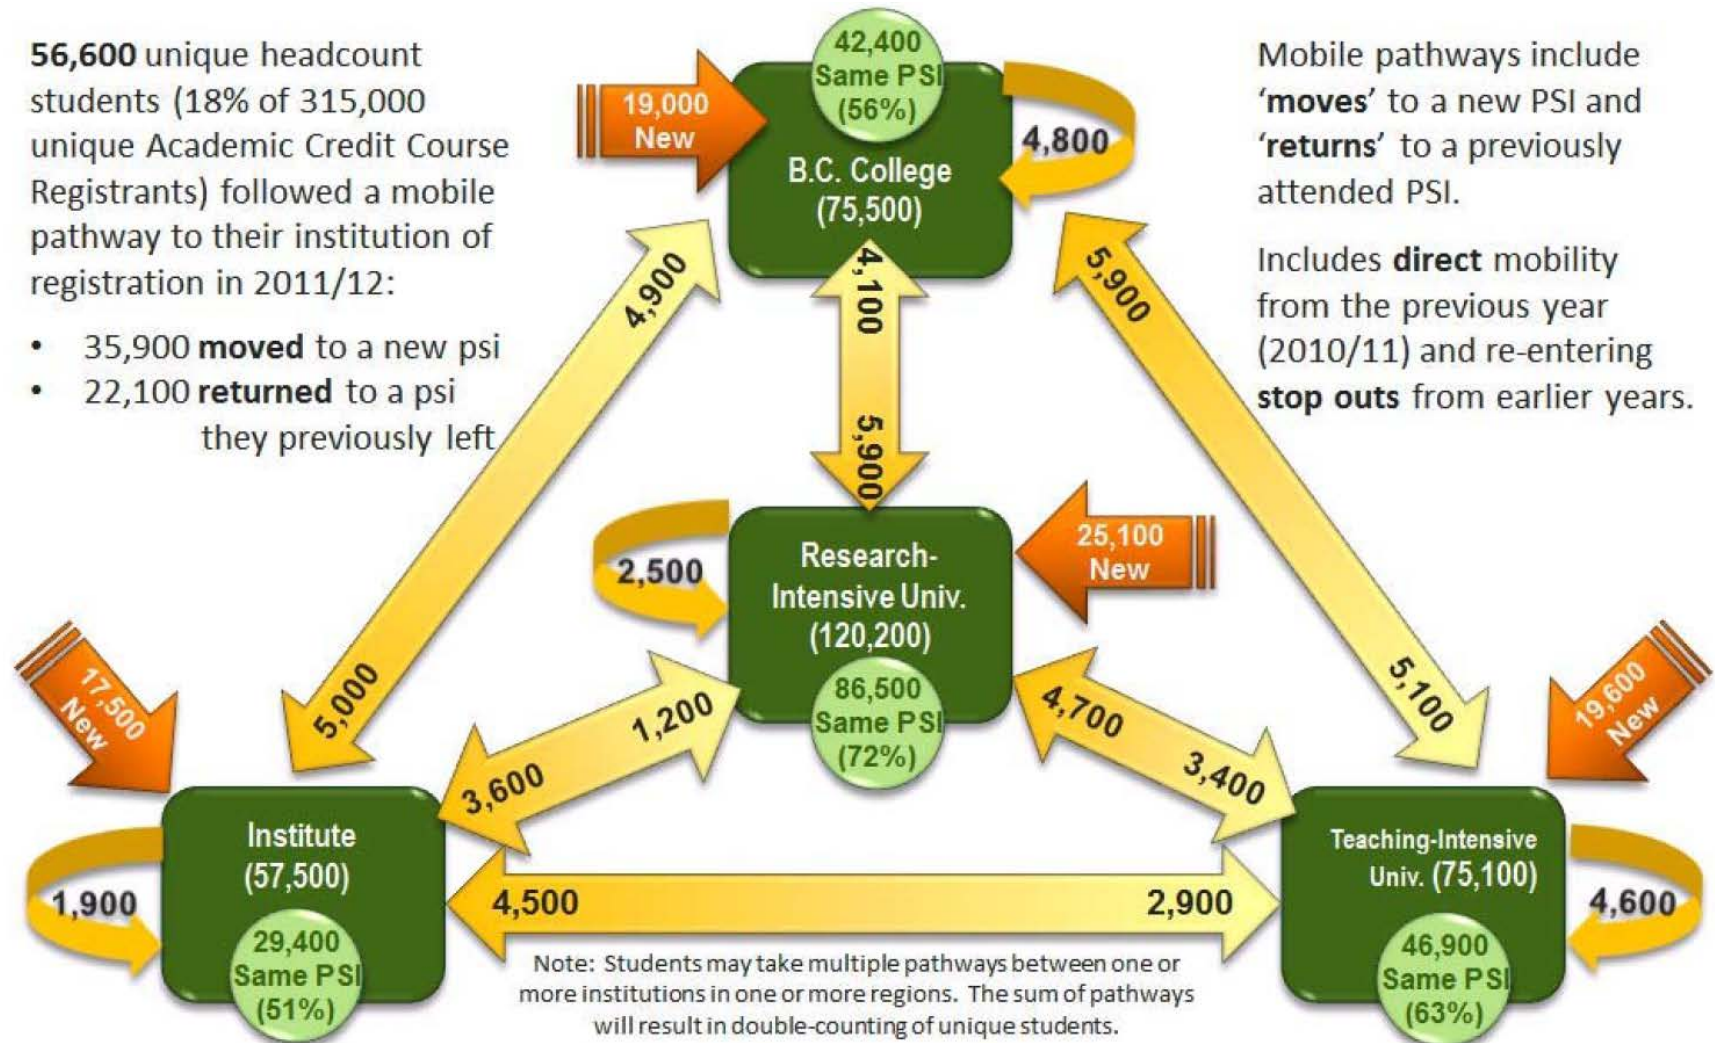 56,600 unique headcount
students (18% of 315,000
unique Academic Credit Course
Registrants) followed a mobile
pathway to their institution of
registration in 2011/12:
• 35,900 moved to a new psi
• 22,100 returned to a psi
they previously left
42,400
Same PSI
(56%)
19,000
New
B.C. College
(75,500)
4,800
Mobile pathways include
‘moves’ to a new PSI and
‘returns’ to a previously
attended PSI.
Includes direct mobility
from the previous year
(2010/11) and re-entering
stop outs from earlier years.
4,900
5,000
4,100
5,900
5,900
5,100
2,500
Research-
Intensive Univ.
(120,200)
86,500
Same PSI
(72%)
25,100
New
3,600
1,200
4,700
3,400
17,500
New
Institute
(57,500)
1,900
29,400
Same PSI
(51%)
4,500
2,900
19,600
New
Teaching-Intensive
Univ. (75,100)
4,600
46,900
Same PSI
(63%)
Note: Students may take multiple pathways between one or
more institutions in one or more regions. The sum of pathways
will result in double-counting of unique students.